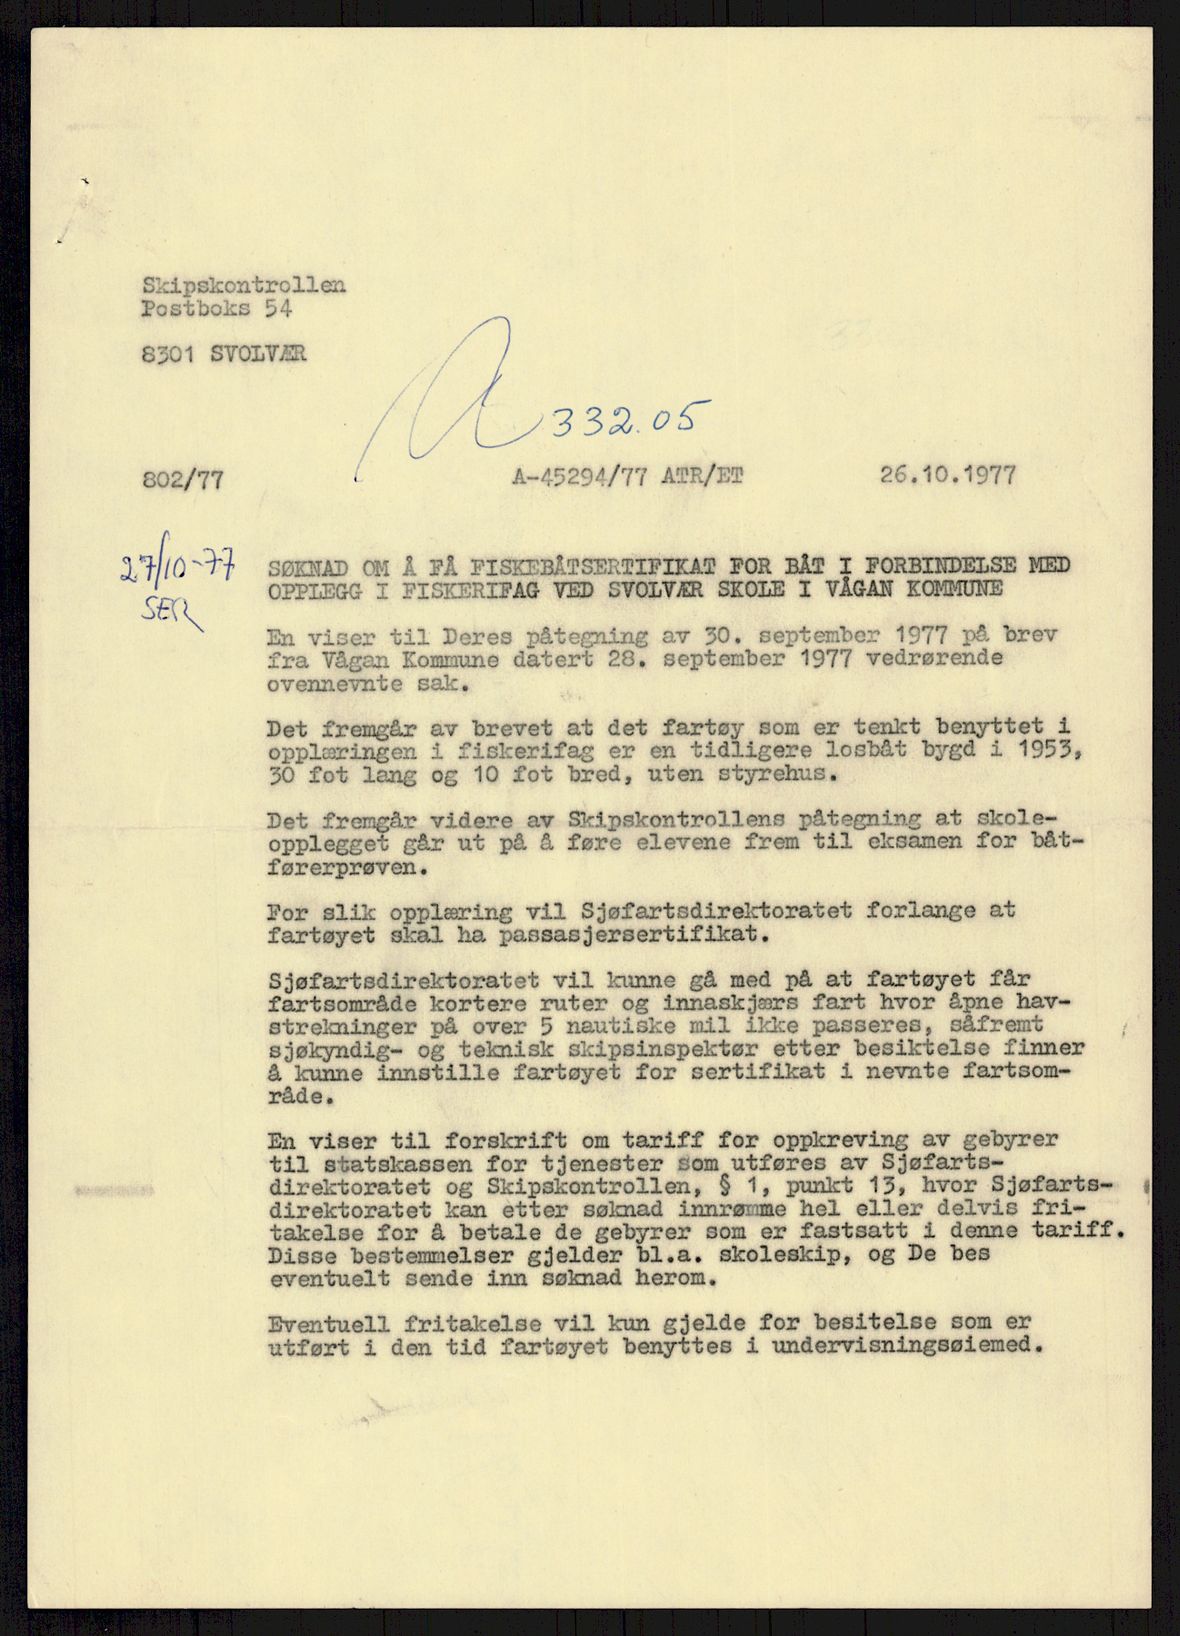 Skipskontrollen
Postboks 54
8301 SVOLVÆR
A 332.05
802/77 A-45294/77 ATR/ET 26.10.1977
27/10-77
SER
SØKNAD OM Å FÅ FISKEBÅTSERTIFIKAT FOR BÅT I FORBINDELSE MED
OPPLEGG I FISKERIFAG VED SVOLVÆR SKOLE I VÅGAN KOMMUNE
En viser til Deres påtegning av 30. september 1977 på brev
fra Vågan Kommune datert 28. september 1977 vedrørende
ovennevnte sak.
Det fremgår av brevet at det fartøy som er tenkt benyttet i
opplæringen i fiskerifag er en tidligere losbåt bygd i 1953,
30 fot lang og 10 fot bred, uten styrehus.
Det fremgår videre av Skipskontrollens påtegning at skole-
opplegget går ut på å føre elevene frem til eksamen for båt-
førerprøven.
For slik opplæring vil Sjøfartsdirektoratet forlange at
fartøyet skal ha passasjersertifikat.
Sjøfartsdirektoratet vil kunne gå med på at fartøyet får
fartsområde kortere ruter og innaskjærs fart hvor åpne hav-
strekninger på over 5 nautiske mil ikke passeres, såfremt
sjøkyndig- og teknisk skipsinspektør etter besiktelse finner
å kunne innstille fartøyet for sertifikat i nevnte fartsom-
råde.
En viser til forskrift om tariff for oppkreving av gebyrer
til statskassen for tjenester som utføres av Sjøfarts-
direktoratet og Skipskontrollen, § 1, punkt 13, hvor Sjøfarts-
direktoratet kan etter søknad innrømme hel eller delvis fri-
takelse for å betale de gebyrer som er fastsatt i denne tariff.
Disse bestemmelser gjelder bl.a. skoleskip, og De bes
eventuelt sende inn søknad herom.
Eventuell fritakelse vil kun gjelde for besitelse som er
utført i den tid fartøyet benyttes i undervisningsøiemed.